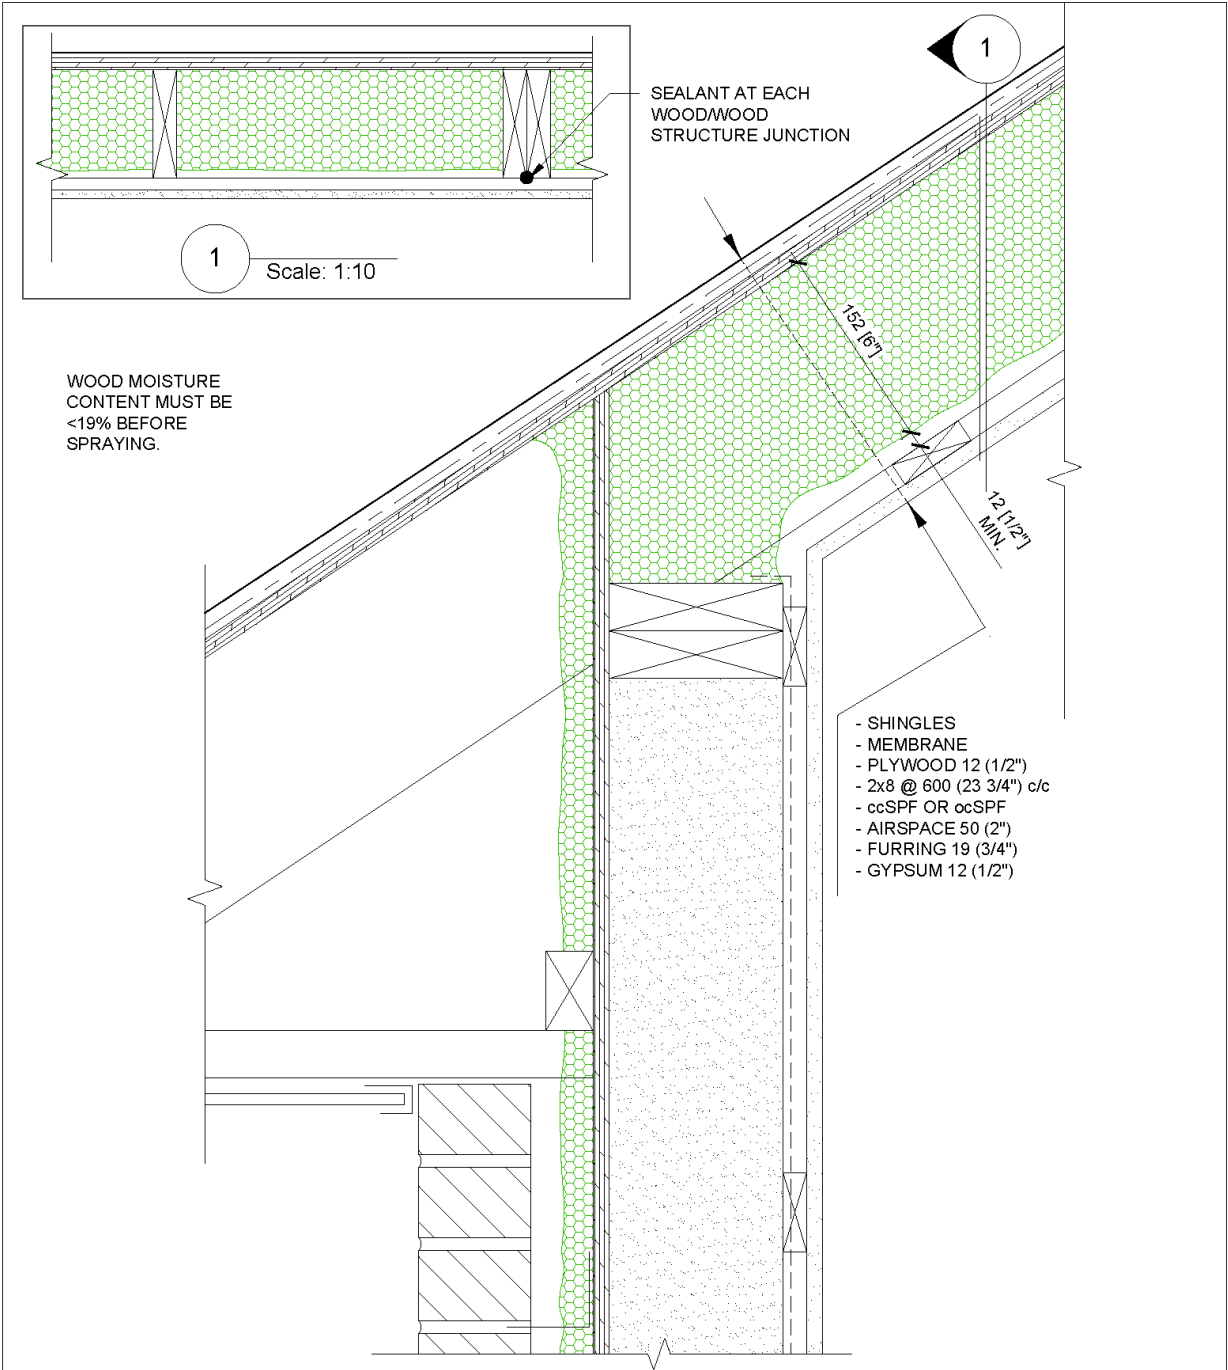 1
SEALANT AT EACH
WOOD/WOOD
STRUCTURE JUNCTION
1
Scale: 1:10
152 [6"]
WOOD MOISTURE
CONTENT MUST BE
<19% BEFORE
SPRAYING.
12 [1/2"]
MIN.
- SHINGLES
- MEMBRANE
- PLYWOOD 12 (1/2")
- 2x8 @ 600 (23 3/4") c/c
- ccSPF OR ocSPF
- AIRSPACE 50 (2")
- FURRING 19 (3/4")
- GYPSUM 12 (1/2")